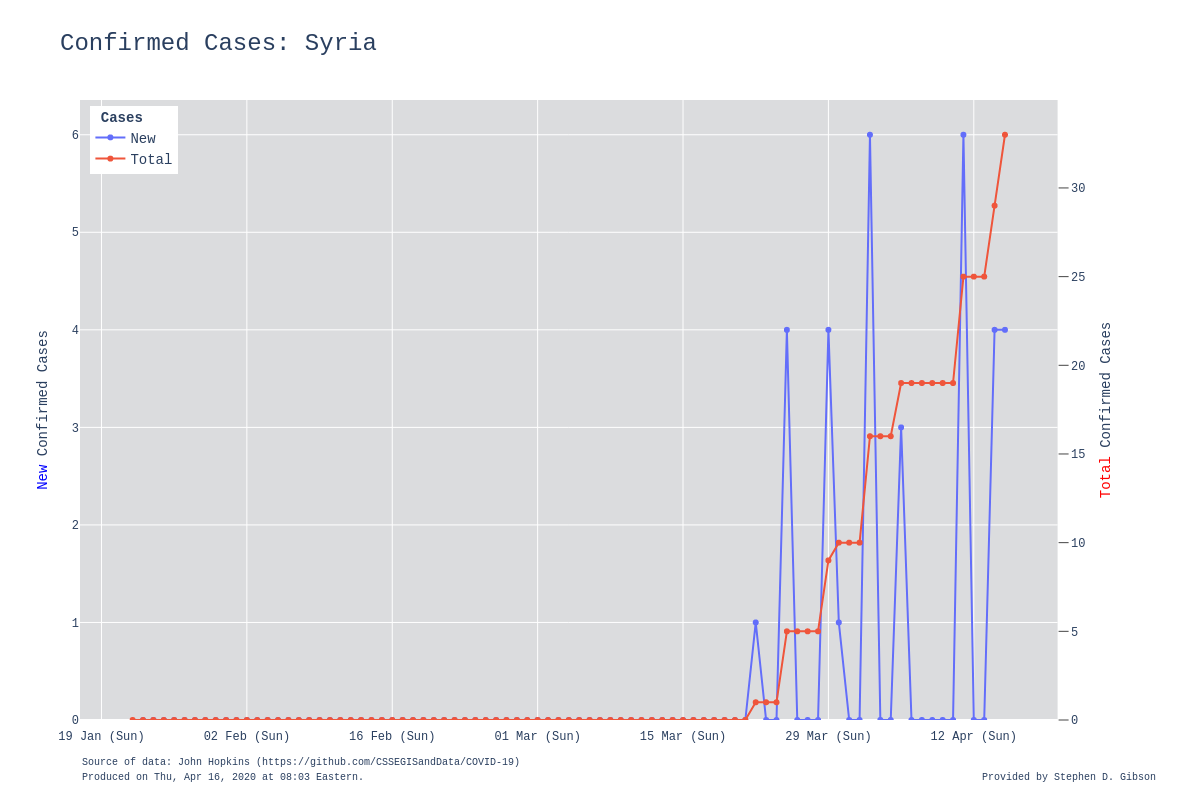 Confirmed Cases: Syria
Cases
New
Total
6
5
4
3
2
1
0
New Confirmed Cases
30
25
20
15
10
5
0
Total Confirmed Cases
19 Jan (Sun) 02 Feb (Sun) 16 Feb (Sun) 01 Mar (Sun) 15 Mar (Sun) 29 Mar (Sun) 12 Apr (Sun)
Source of data: John Hopkins (https://github.com/CSSEGISandData/COVID-19)
Produced on Thu, Apr 16, 2020 at 08:03 Eastern.
Provided by Stephen D. Gibson